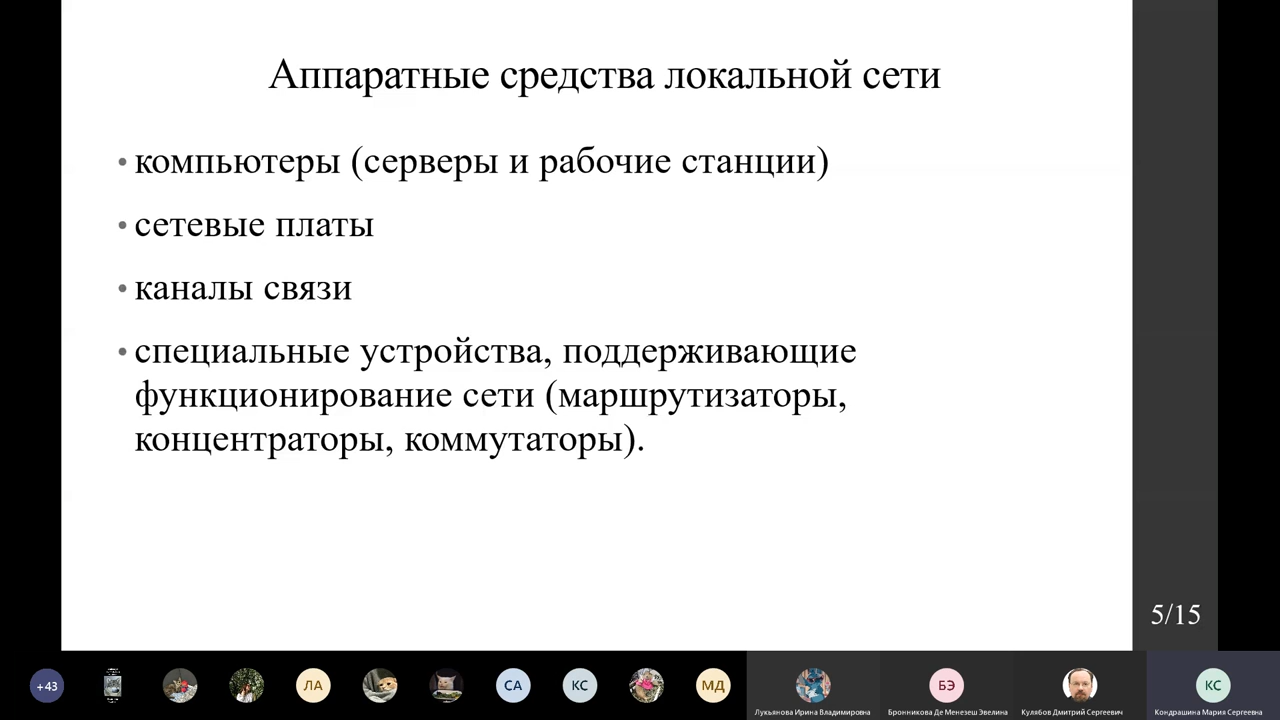 Аппаратные средства локальной сети
• компьютеры (серверы и рабочие станции)
• сетевые платы
• каналы связи
• специальные устройства, поддерживающие
функционирование сети (маршрутизаторы,
концентраторы, коммутаторы).
5/15
+43
ЛА
СА
КС
МД
БЭ
КС
Лукьянова Ирина Владимировна
Бронникова Де Менезеш Эвелина
Кулябов Дмитрий Сергеевич
Кондрашина Мария Сергеевна